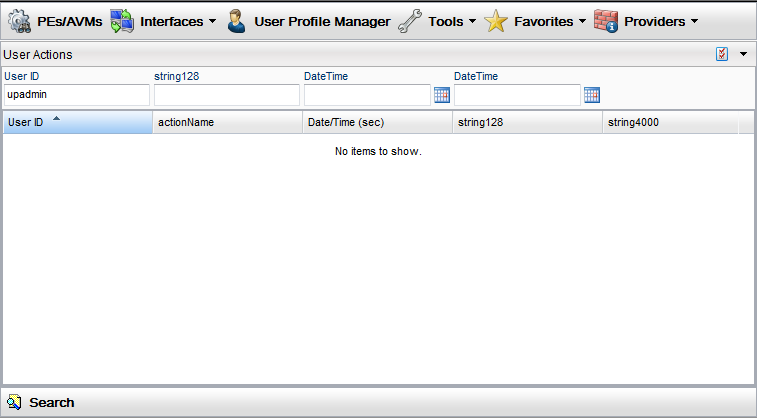 PEs/AVMs Interfaces User Profile Manager Tools Favorites Providers
User Actions
User ID string128 DateTime DateTime
upadmin
User ID actionName Date/Time (sec) string128 string4000
No items to show.
Search